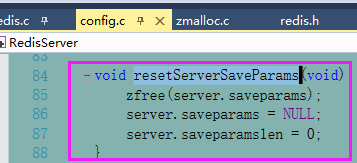 edis.c config.c zmalloc.c redis.h
RedisServer
83
84 void resetServerSaveParams(void)
85 zfree(server.saveparams);
86 server.saveparams = NULL;
87 server.saveparamslen = 0;
88 }